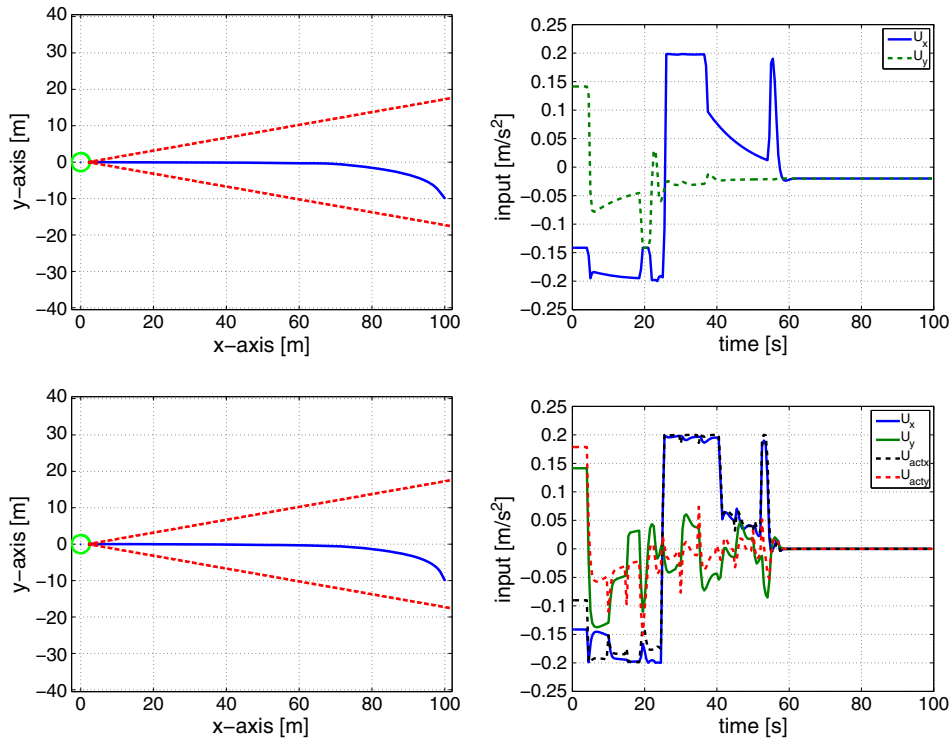 40
30
20
10
0
−10
−20
−30
−40
y−axis [m]
0 20 40 60 80 100
x−axis [m]
0.25
0.2
0.15
0.1
0.05
0
−0.05
−0.1
−0.15
−0.2
0.25
input [m/s²]
0 20 40 60 80 100
time [s]
U_x
U_y
40
30
20
10
0
−10
−20
−30
−40
y−axis [m]
0 20 40 60 80 100
x−axis [m]
0.25
0.2
0.15
0.1
0.05
0
−0.05
−0.1
−0.15
−0.2
0.25
input [m/s²]
0 20 40 60 80 100
time [s]
U_x
U_y
U_actx
U_acty